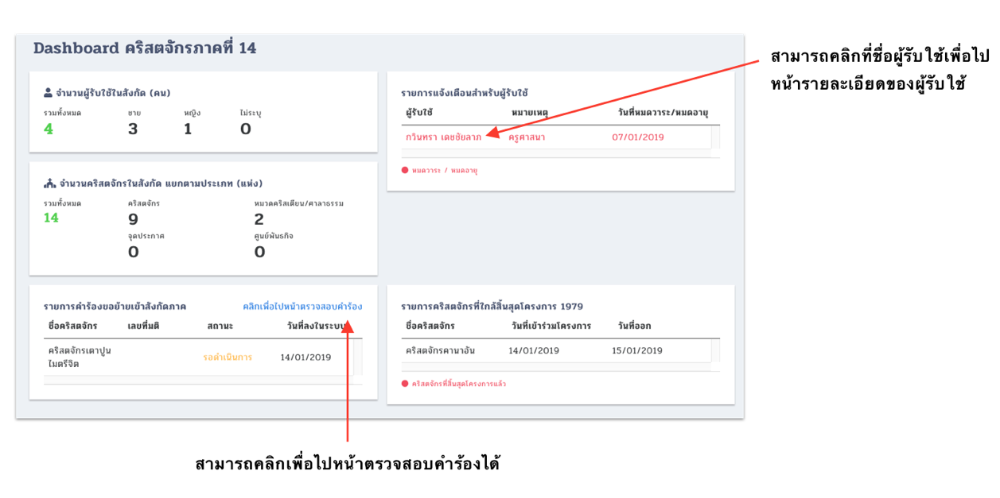 Dashboard คริสตจักรภาคที่ 14
สามารถคลิกที่ชื่อผู้รับใช้เพื่อไป
หน้ารายละเอียดของผู้รับใช้
จำนวนผู้รับใช้ในสังกัด (คน)
รวมทั้งหมด ชาย หญิง ไม่ระบุ
4 3 1 0
รายการแจ้งเตือนสำหรับผู้รับใช้
ผู้รับใช้ หมายเหตุ วันที่หมดวาระ/หมดอายุ
กวินทรา เดชชัยลาภ ครูศาสนา 07/01/2019
หมดวาระ / หมดอายุ
จำนวนคริสตจักรในสังกัด แยกตามประเภท (แห่ง)
รวมทั้งหมด คริสตจักร หมวดคริสเตียน/ศาลาธรรม
14 9 2
จุดประกาศ ศูนย์พันธกิจ
0 0
รายการคำร้องขอย้ายเข้าสังกัดภาค คลิกเพื่อไปหน้าตรวจสอบคำร้อง
ชื่อคริสตจักร เลขที่มติ สถานะ วันที่ลงในระบบ
คริสตจักรเตาปูน
ไมตรีจิต รอดำเนินการ 14/01/2019
รายการคริสตจักรที่ใกล้สิ้นสุดโครงการ 1979
ชื่อคริสตจักร วันที่เข้าร่วมโครงการ วันที่ออก
คริสตจักรคานาอัน 14/01/2019 15/01/2019
คริสตจักรที่สิ้นสุดโครงการแล้ว
สามารถคลิกเพื่อไปหน้าตรวจสอบคำร้องได้